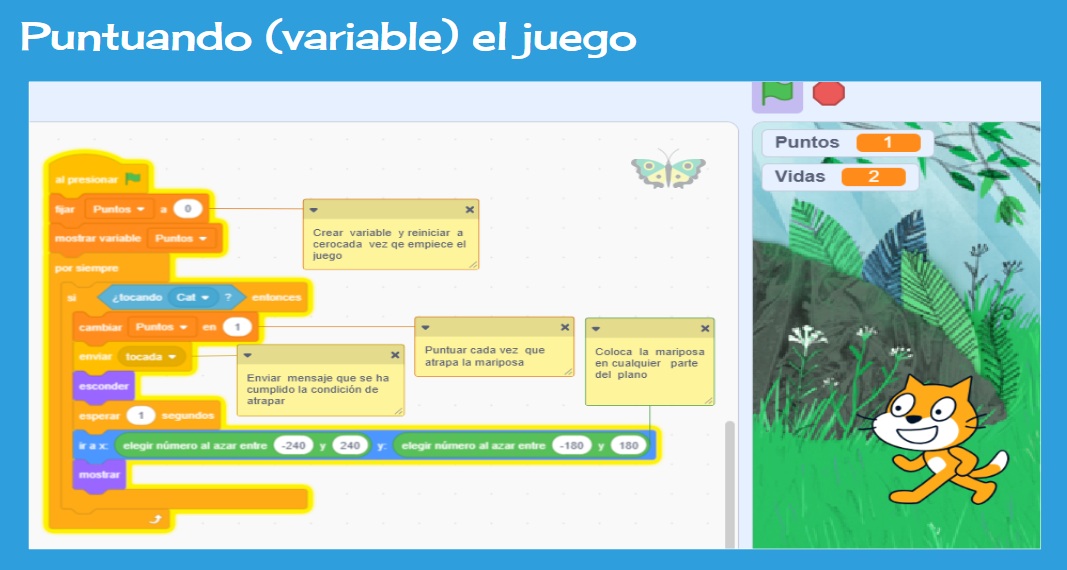 Puntuando (variable) el juego
Puntos 1
Vidas 2
al presionar
fijar Puntos a 0
mostrar variable Puntos
por siempre
si ¿tocando Cat ? entonces
cambiar Puntos en 1
enviar tocada
esconder
esperar 1 segundos
ir a x: elegir número al azar entre -240 y 240 y: elegir número al azar entre -180 y 180
mostrar
Crear variable y reiniciar a
cerocada vez qe empiece el
juego
Enviar mensaje que se ha
cumplido la condición de
atrapar
Puntuar cada vez que
atrapa la mariposa
Coloca la mariposa
en cualquier parte
del plano